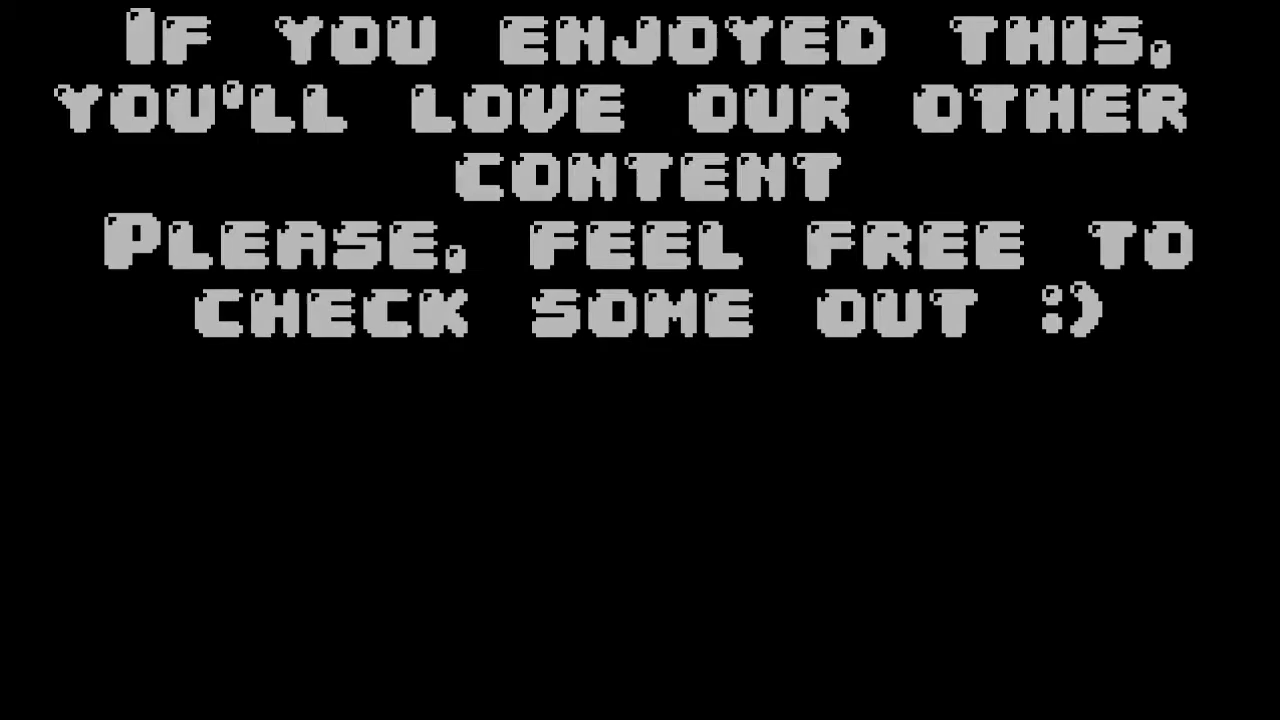 If you enjoyed this,
you'll love our other
content
Please, feel free to
check some out :)